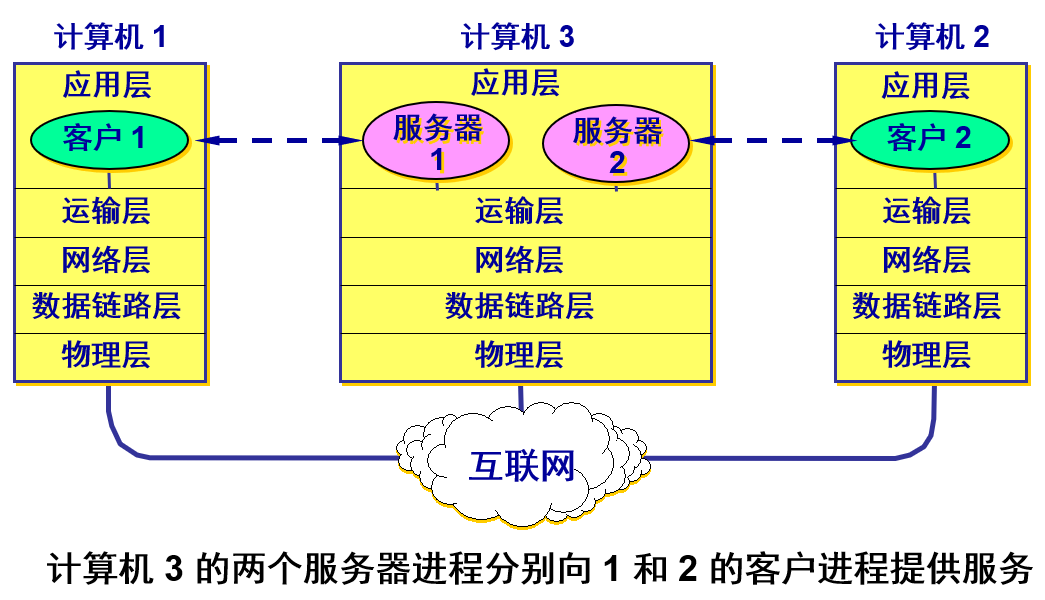 计算机 1
应用层
客户 1
运输层
网络层
数据链路层
物理层
计算机 3
应用层
服务器
1
服务器
2
运输层
网络层
数据链路层
物理层
计算机 2
应用层
客户 2
运输层
网络层
数据链路层
物理层
互联网
计算机 3 的两个服务器进程分别向 1 和 2 的客户进程提供服务